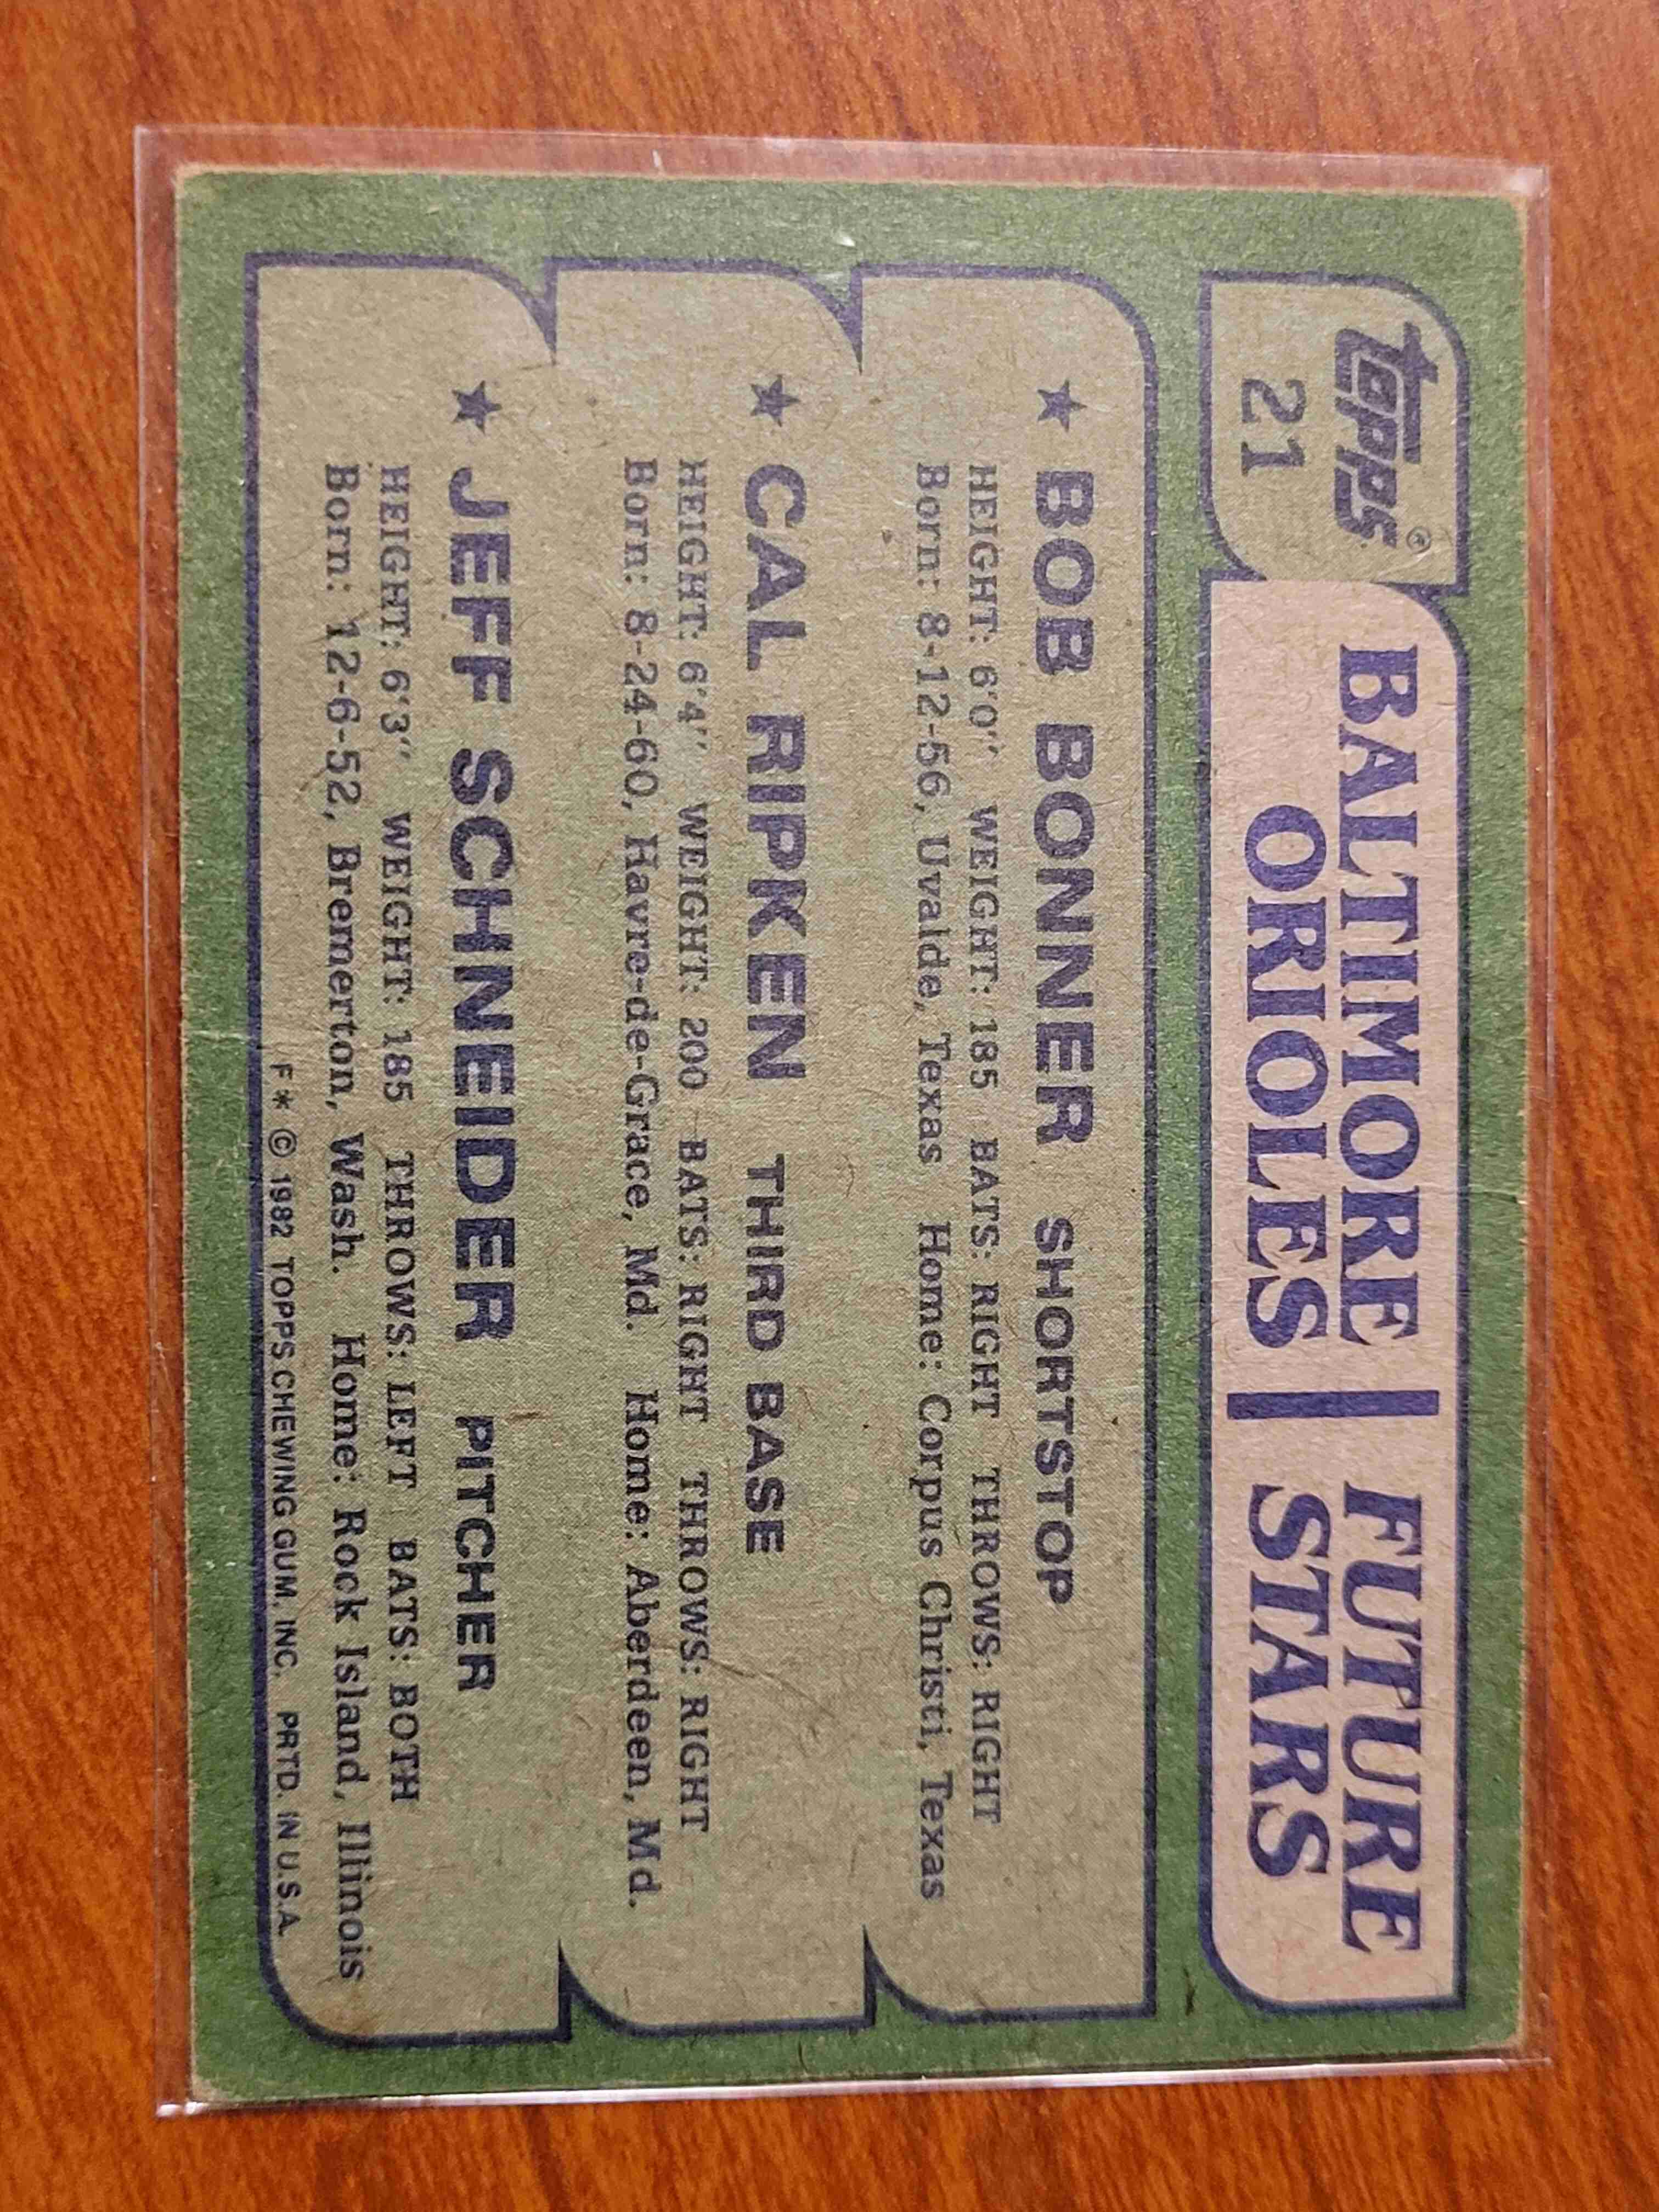 topps®
21
BALTIMORE ORIOLES
FUTURE STARS
★ BOB BONNER SHORTSTOP
HEIGHT: 6'0'' WEIGHT: 185 BATS: RIGHT THROWS: RIGHT
Born: 8-12-56, Uvalde, Texas Home: Corpus Christi, Texas
★ CAL RIPKEN THIRD BASE
HEIGHT: 6'4'' WEIGHT: 200 BATS: RIGHT THROWS: RIGHT
Born: 8-24-60, Havre-de-Grace, Md. Home: Aberdeen, Md.
★ JEFF SCHNEIDER PITCHER
HEIGHT: 6'3'' WEIGHT: 185 THROWS: LEFT BATS: BOTH
Born: 12-6-52, Bremerton, Wash. Home: Rock Island, Illinois
F* © 1982 TOPPS CHEWING GUM, INC. PRTD. IN U.S.A.